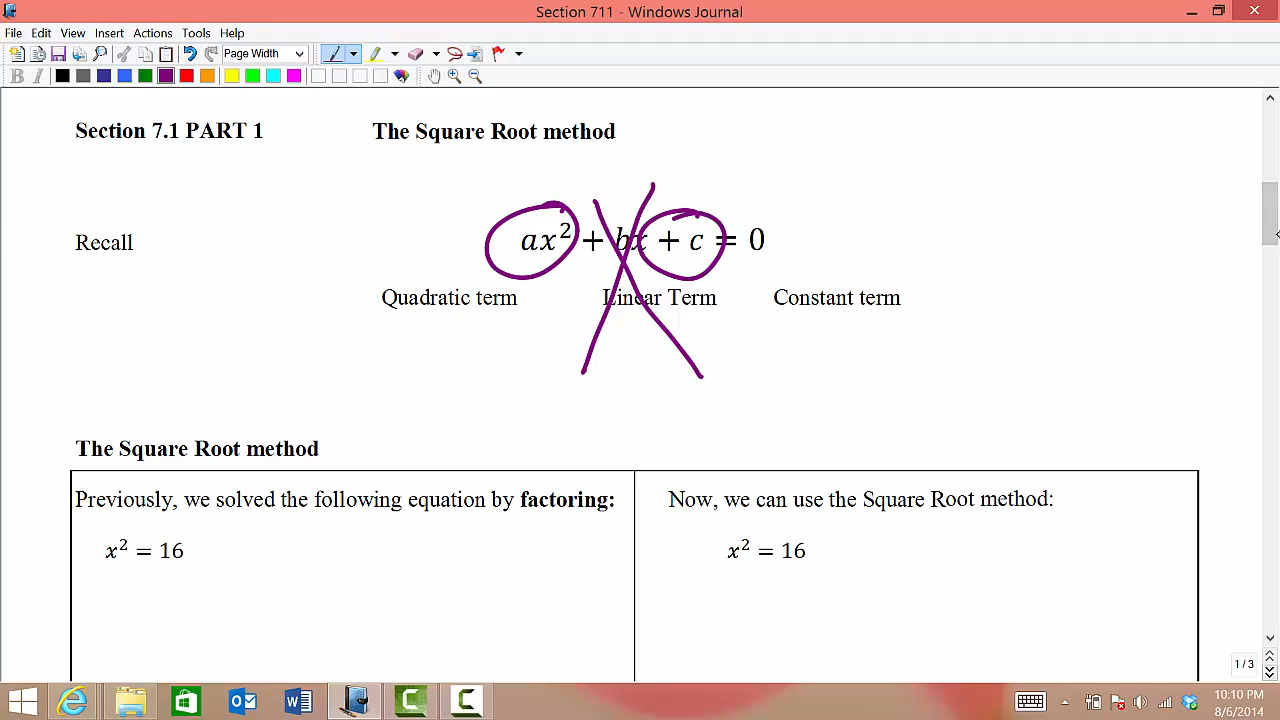 Section 711 - Windows Journal
File Edit View Insert Actions Tools Help
Page Width
B I
Section 7.1 PART 1 The Square Root method
Recall ax² + bx + c = 0
Quadratic term Linear Term Constant term
The Square Root method
Previously, we solved the following equation by factoring: Now, we can use the Square Root method:
x² = 16 x² = 16
1 / 3
10:10 PM
8/6/2014